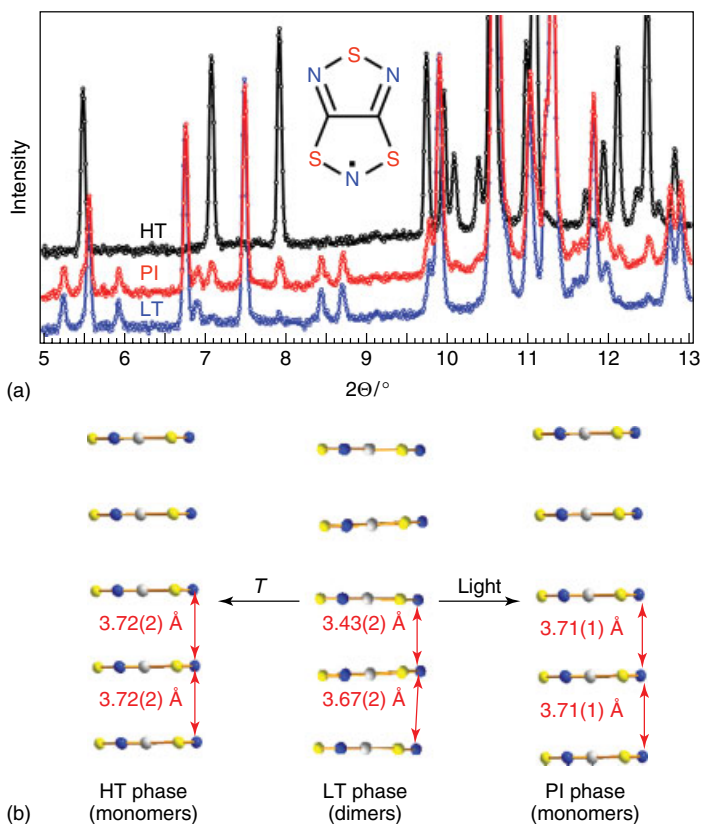 Intensity
S
N N
S S
N
HT
PI
LT
5 6 7 8 9 10 11 12 13
2Θ/°
(a)
T
Light
3.72(2) Å
3.43(2) Å
3.71(1) Å
3.72(2) Å
3.67(2) Å
3.71(1) Å
HT phase
(monomers)
LT phase
(dimers)
PI phase
(monomers)
(b)